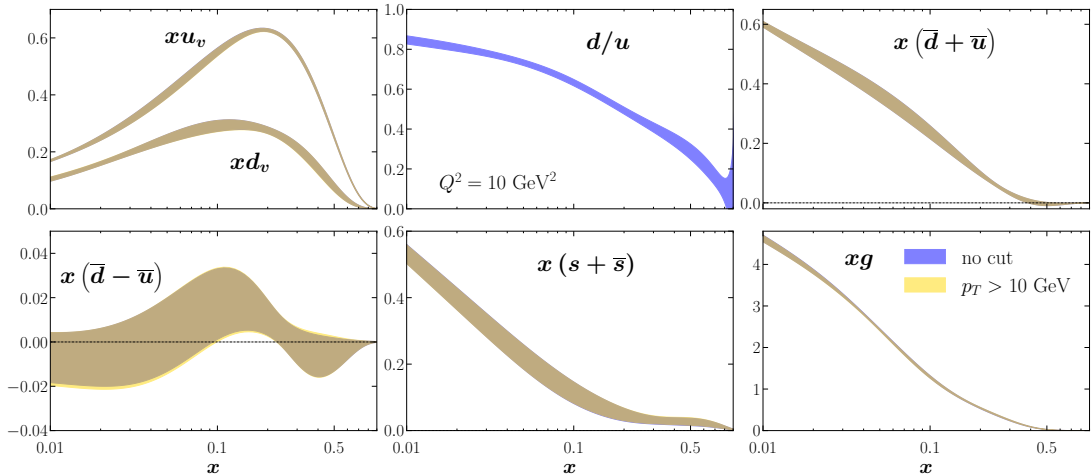 xu_v
xd_v
0.0
0.2
0.4
0.6
d/u
Q² = 10 GeV²
0.0
0.2
0.4
0.6
0.8
1.0
x (d̅ + u̅)
0.0
0.2
0.4
0.6
x (d̅ − u̅)
−0.04
−0.02
0.00
0.02
0.04
0.01
0.1
0.5
x
x (s + s̅)
0.0
0.2
0.4
0.6
0.01
0.1
0.5
x
xg
no cut
p_T > 10 GeV
0
1
2
3
4
0.01
0.1
0.5
x